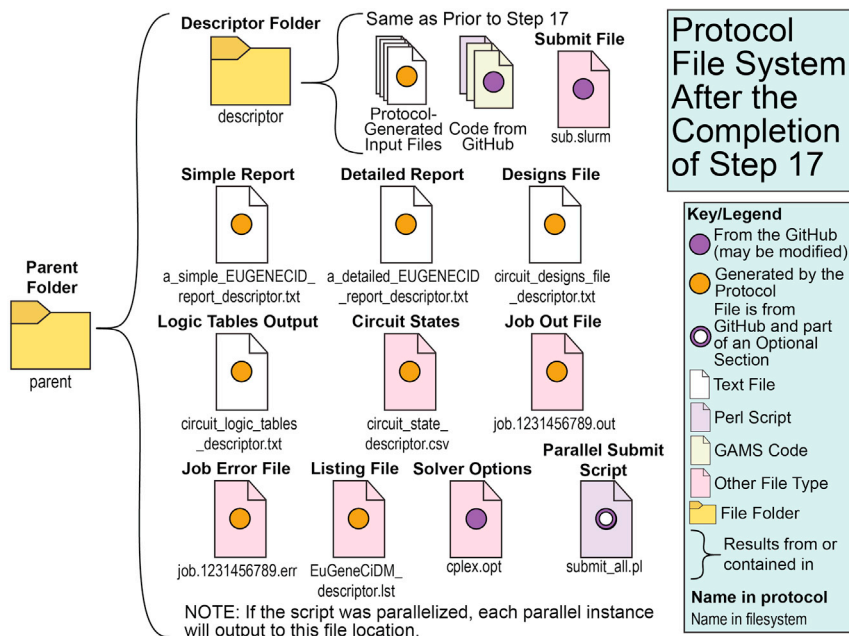 Descriptor Folder
descriptor
Same as Prior to Step 17
Protocol-
Generated
Input Files
Code from
GitHub
Submit File
sub.slurm
Protocol
File System
After the
Completion
of Step 17
Simple Report
a_simple_EUGENECID_
report_descriptor.txt
Detailed Report
a_detailed_EUGENECID
_report_descriptor.txt
Designs File
circuit_designs_file
_descriptor.txt
Parent
Folder
parent
Logic Tables Output
circuit_logic_tables
_descriptor.txt
Circuit States
circuit_state_
descriptor.csv
Job Out File
job.1231456789.out
Job Error File
job.1231456789.err
Listing File
EuGeneCiDM_
descriptor.lst
Solver Options
cplex.opt
Parallel Submit
Script
submit_all.pl
NOTE: If the script was parallelized, each parallel instance
will output to this file location.
Key/Legend
From the GitHub
(may be modified)
Generated by the
Protocol
File is from
GitHub and part
of an Optional
Section
Text File
Perl Script
GAMS Code
Other File Type
File Folder
Results from or
contained in
Name in protocol
Name in filesystem